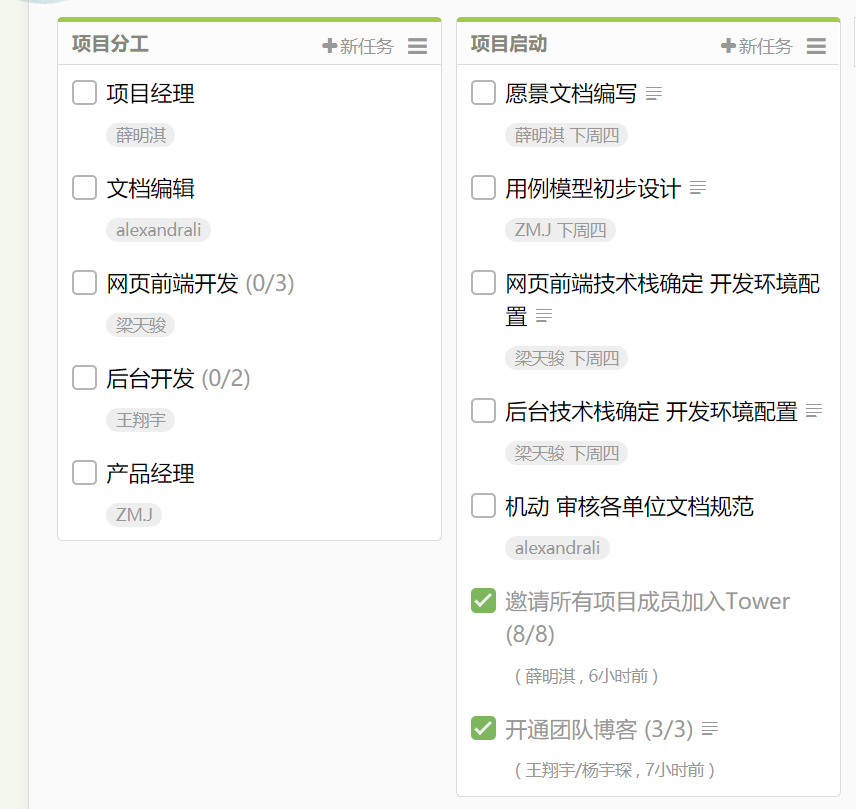 项目分工
新任务
项目经理
薛明淇
文档编辑
alexandrali
网页前端开发 (0/3)
梁天骏
后台开发 (0/2)
王翔宇
产品经理
ZM.J
项目启动
新任务
愿景文档编写
薛明淇 下周四
用例模型初步设计
ZM.J 下周四
网页前端技术栈确定 开发环境配
置
梁天骏 下周四
后台技术栈确定 开发环境配置
梁天骏 下周四
机动 审核各单位文档规范
alexandrali
邀请所有项目成员加入Tower
(8/8)
( 薛明淇 , 6小时前 )
开通团队博客 (3/3)
( 王翔宇/杨宇琛 , 7小时前 )